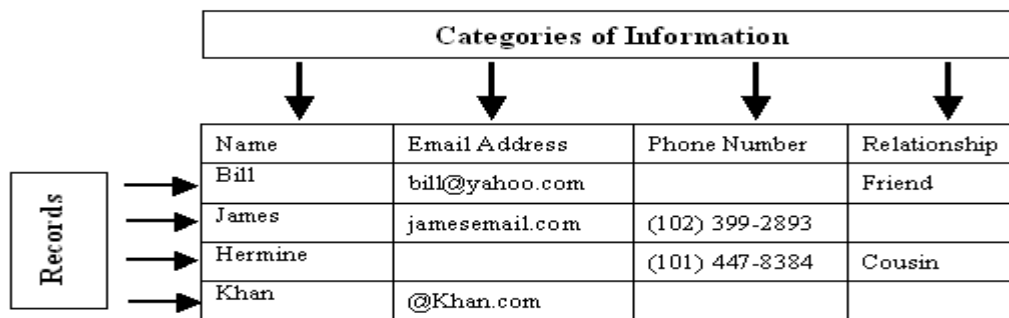 Categories of Information
Name Email Address Phone Number Relationship
Records
Bill bill@yahoo.com Friend
James jamesemail.com (102) 399-2893
Hermine (101) 447-8384 Cousin
Khan @Khan.com